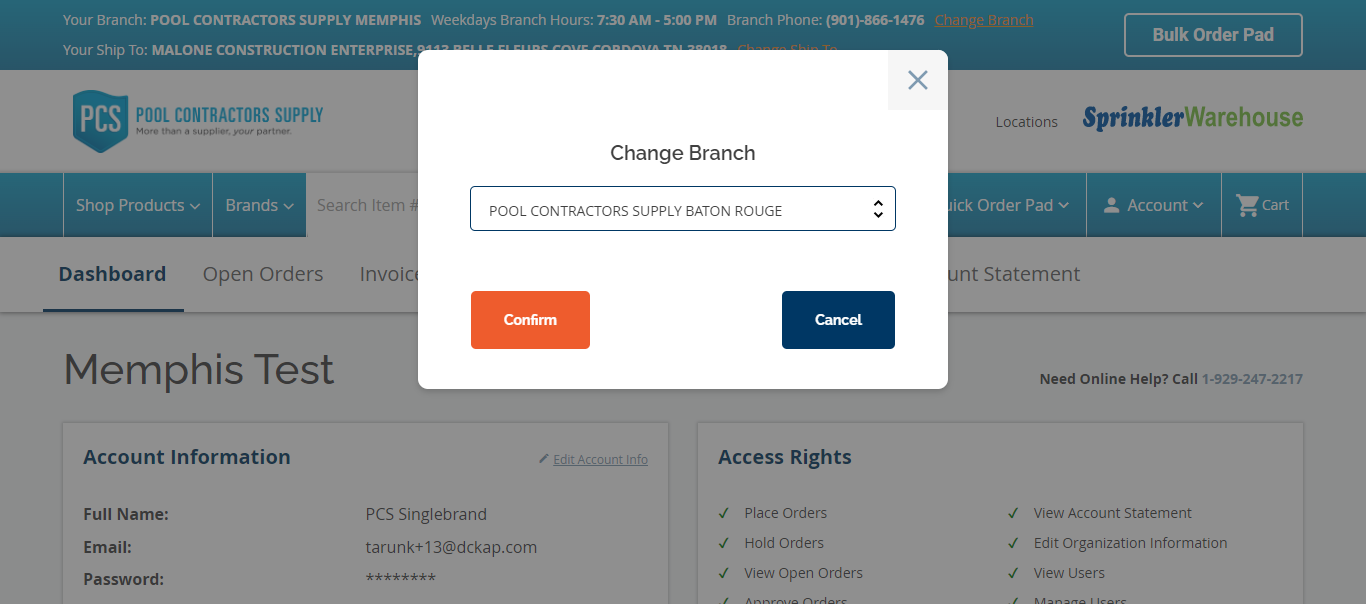 Your Branch: POOL CONTRACTORS SUPPLY MEMPHIS Weekdays Branch Hours: 7:30 AM - 5:00 PM Branch Phone: (901)-866-1476 Change Branch
Bulk Order Pad
Your Ship To: MALONE CONSTRUCTION ENTERPRISE,9113 BELLE FLEURS COVE CORDOVA TN 38018 Change Ship To
PCS POOL CONTRACTORS SUPPLY
More than a supplier, your partner.
Locations
SprinklerWarehouse
Change Branch
POOL CONTRACTORS SUPPLY BATON ROUGE
Confirm
Cancel
Shop Products
Brands
Search Item #
uick Order Pad
Account
Cart
Dashboard
Open Orders
Invoice
unt Statement
Memphis Test
Need Online Help? Call 1-929-247-2217
Account Information
Edit Account Info
Full Name: PCS Singlebrand
Email: tarunk+13@dckap.com
Password: ********
Access Rights
Place Orders
View Account Statement
Hold Orders
Edit Organization Information
View Open Orders
View Users
Approve Orders
Manage Users